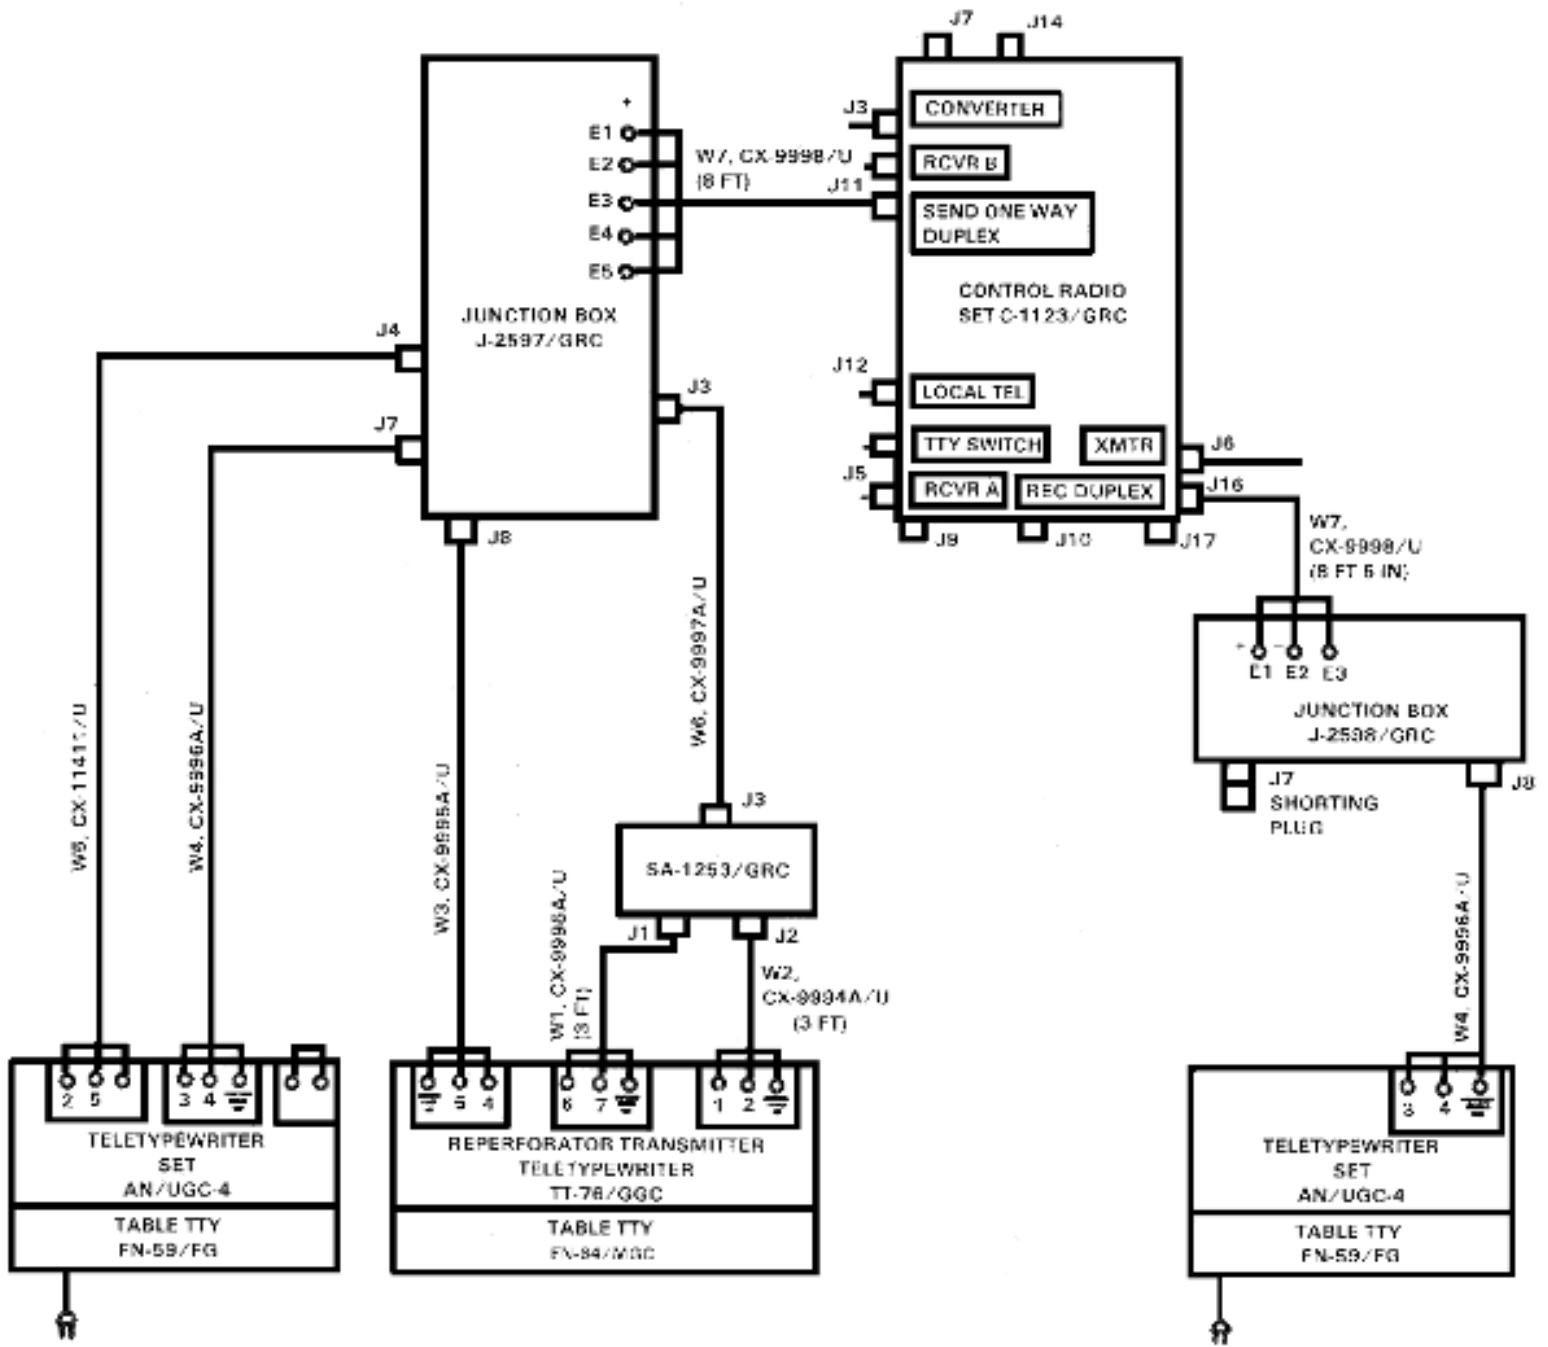 J7
J14
J3
CONVERTER
+
E1
E2
E3
E4
E5
W7, CX-9998/U
(8 FT)
RCVR B
J11
SEND ONE WAY
DUPLEX
CONTROL RADIO
SET C-1123/GRC
JUNCTION BOX
J-2597/GRC
J4
J3
J7
J8
J12
LOCAL TEL
TTY SWITCH
XMTR
J6
J5
RCVR A
REC DUPLEX
J16
J9
J10
J17
W7,
CX-9998/U
(8 FT 5 IN)
+
−
E1
E2
E3
JUNCTION BOX
J-2598/GRC
J7
SHORTING
PLUG
J8
W5, CX-11411/U
W4, CX-9996A/U
W3, CX-9995A/U
W6, CX-9997A/U
J3
SA-1253/GRC
J1
J2
W1, CX-9996A/U
(3 FT)
W2,
CX-9994A/U
(3 FT)
W4, CX-9996A/U
2 5
3 4
TELETYPEWRITER
SET
AN/UGC-4
TABLE TTY
FN-59/FG
5 4
6 7
1 2
REPERFORATOR TRANSMITTER
TELETYPEWRITER
TT-76/GGC
TABLE TTY
FN-64/MGC
3 4
TELETYPEWRITER
SET
AN/UGC-4
TABLE TTY
FN-59/FG